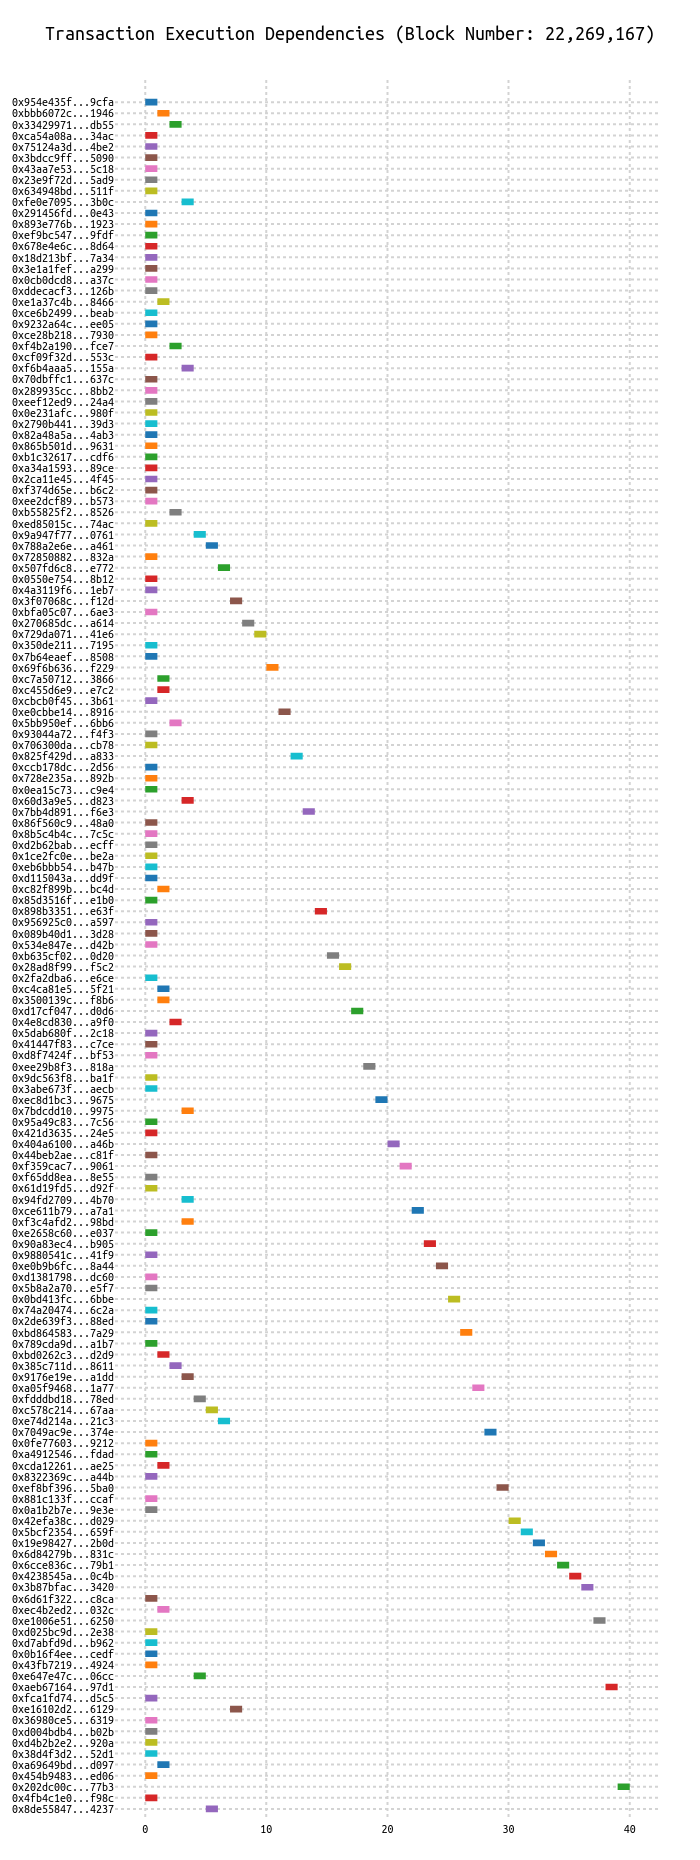 Transaction Execution Dependencies (Block Number: 22,269,167)
0x954e435f...9cfa
0xbbb6072c...1946
0x33429971...db55
0xca54a08a...34ac
0x75124a3d...4be2
0x3bdcc9ff...5090
0x43aa7e53...5c18
0x23e9f72d...5ad9
0x634948bd...511f
0xfe0e7095...3b0c
0x291456fd...0e43
0x893e776b...1923
0xef9bc547...9fdf
0x678e4e6c...8d64
0x18d213bf...7a34
0x3e1a1fef...a299
0x0cb0dcd8...a37c
0xddecacf3...126b
0xe1a37c4b...8466
0xce6b2499...beab
0x9232a64c...ee05
0xce28b218...7930
0xf4b2a190...fce7
0xcf09f32d...553c
0xf6b4aaa5...155a
0x70dbffc1...637c
0x289935cc...8bb2
0xeef12ed9...24a4
0x0e231afc...980f
0x2790b441...39d3
0x82a48a5a...4ab3
0x865b501d...9631
0xb1c32617...cdf6
0xa34a1593...89ce
0x2ca11e45...4f45
0xf374d65e...b6c2
0xee2dcf89...b573
0xb55825f2...8526
0xed85015c...74ac
0x9a947f77...0761
0x788a2e6e...a461
0x72850882...832a
0x507fd6c8...e772
0x0550e754...8b12
0x4a3119f6...1eb7
0x3f07068c...f12d
0xbfa05c07...6ae3
0x270685dc...a614
0x729da071...41e6
0x350de211...7195
0x7b64eaef...8508
0x69f6b636...f229
0xc7a50712...3866
0xc455d6e9...e7c2
0xcbcb0f45...3b61
0xe0cbbe14...8916
0x5bb950ef...6bb6
0x93044a72...f4f3
0x706300da...cb78
0x825f429d...a833
0xccb178dc...2d56
0x728e235a...892b
0x0ea15c73...c9e4
0x60d3a9e5...d823
0x7bb4d891...f6e3
0x86f560c9...48a0
0x8b5c4b4c...7c5c
0xd2b62bab...ecff
0x1ce2fc0e...be2a
0xeb6bbb54...b47b
0xd115043a...dd9f
0xc82f899b...bc4d
0x85d3516f...e1b0
0x898b3351...e63f
0x956925c0...a597
0x089b40d1...3d28
0x534e847e...d42b
0xb635cf02...0d20
0x28ad8f99...f5c2
0x2fa2dba6...e6ce
0xc4ca81e5...5f21
0x3500139c...f8b6
0xd17cf047...d0d6
0x4e8cd830...a9f0
0x5dab680f...2c18
0x41447f83...c7ce
0xd8f7424f...bf53
0xee29b8f3...818a
0x9dc563f8...ba1f
0x3abe673f...aecb
0xec8d1bc3...9675
0x7bdcdd10...9975
0x95a49c83...7c56
0x421d3635...24e5
0x404a6100...a46b
0x44beb2ae...c81f
0xf359cac7...9061
0xf65dd8ea...8e55
0x61d19fd5...d92f
0x94fd2709...4b70
0xce611b79...a7a1
0xf3c4afd2...98bd
0xe2658c60...e037
0x90a83ec4...b905
0x9880541c...41f9
0xe0b9b6fc...8a44
0xd1381798...dc60
0x5b8a2a70...e5f7
0x0bd413fc...6bbe
0x74a20474...6c2a
0x2de639f3...88ed
0xbd864583...7a29
0x789cda9d...a1b7
0xbd0262c3...d2d9
0x385c711d...8611
0x9176e19e...a1dd
0xa05f9468...1a77
0xfdddbd18...78ed
0xc578c214...67aa
0xe74d214a...21c3
0x7049ac9e...374e
0x0fe77603...9212
0xa4912546...fdad
0xcda12261...ae25
0x8322369c...a44b
0xef8bf396...5ba0
0x881c133f...ccaf
0x0a1b2b7e...9e3e
0x42efa38c...d029
0x5bcf2354...659f
0x19e98427...2b0d
0x6d84279b...831c
0x6cce836c...79b1
0x4238545a...0c4b
0x3b87bfac...3420
0x6d61f322...c8ca
0xec4b2ed2...032c
0xe1006e51...6250
0xd025bc9d...2e38
0xd7abfd9d...b962
0x0b16f4ee...cedf
0x43fb7219...4924
0xe647e47c...06cc
0xaeb67164...97d1
0xfca1fd74...d5c5
0xe16102d2...6129
0x36980ce5...6319
0xd004bdb4...b02b
0xd4b2b2e2...920a
0x38d4f3d2...52d1
0xa69649bd...d097
0x454b9483...ed06
0x202dc00c...77b3
0x4fb4c1e0...f98c
0x8de55847...4237
0 10 20 30 40